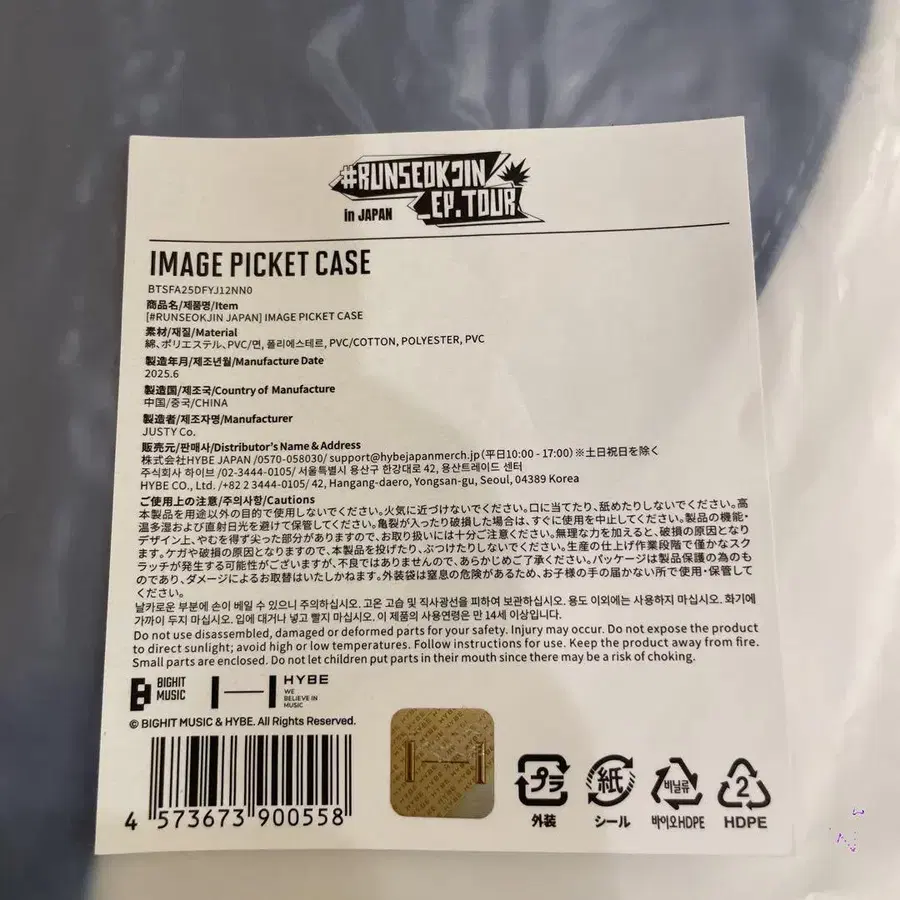 #RUNSEOKJIN
_EP.TOUR
in JAPAN
IMAGE PICKET CASE
BTSFA25DFYJ12NN0
商品名/제품명/Item
[#RUNSEOKJIN JAPAN] IMAGE PICKET CASE
素材/재질/Material
綿、ポリエステル、PVC/면, 폴리에스테르, PVC/COTTON, POLYESTER, PVC
製造年月/제조년월/Manufacture Date
2025.6
製造国/제조국/Country of Manufacture
中国/중국/CHINA
製造者/제조자명/Manufacturer
JUSTY Co.
販売元/판매사/Distributor's Name & Address
株式会社HYBE JAPAN /0570-058030/ support@hybejapanmerch.jp (平日10:00 - 17:00) ※土日祝日を除く
주식회사 하이브 /02-3444-0105/ 서울특별시 용산구 한강대로 42, 용산트레이드 센터
HYBE CO., Ltd. /+82 2 3444-0105/ 42, Hangang-daero, Yongsan-gu, Seoul, 04389 Korea
ご使用上の注意/주의사항/Cautions
本製品を用途以外の目的で使用しないでください。火気に近づけないでください。口に当てたり、舐めたりしないでください。高
温多湿および直射日光を避けて保管してください。亀裂が入ったり破損した場合は、すぐに使用を中止してください。製品の機能・
デザイン上、やむを得ず尖った部分がありますので、お取り扱いには十分ご注意ください。無理な力を加えると、破損の原因となり
ます。ケガや破損の原因となりますので、本製品を投げたり、ぶつけたりしないでください。生産の仕上げ作業段階で僅かなスク
ラッチが発生する可能性がございますが、不良ではありませんので、あらかじめご了承ください。パッケージは製品保護の為のも
のであり、ダメージによるお取替はいたしかねます。外装袋は窒息の危険があるため、お子様の手の届かない所で使用・保管して
ください。
날카로운 부분에 손이 베일 수 있으니 주의하십시오. 고온 고습 및 직사광선을 피하여 보관하십시오. 용도 이외에는 사용하지 마십시오. 화기에
가까이 두지 마십시오. 입에 대거나 넣고 빨지 마십시오. 이 제품의 사용연령은 만 14세 이상입니다.
Do not use disassembled, damaged or deformed parts for your safety. Injury may occur. Do not expose the product
to direct sunlight; avoid high or low temperatures. Follow instructions for use. Keep the product away from fire.
Small parts are enclosed. Do not let children put parts in their mouth since there may be a risk of choking.
BIGHIT
MUSIC
HYBE
WE
BELIEVE IN
MUSIC
© BIGHIT MUSIC & HYBE. All Rights Reserved.
4 573673 900558
プラ
外装
紙
シール
비닐류
바이오HDPE
2
HDPE